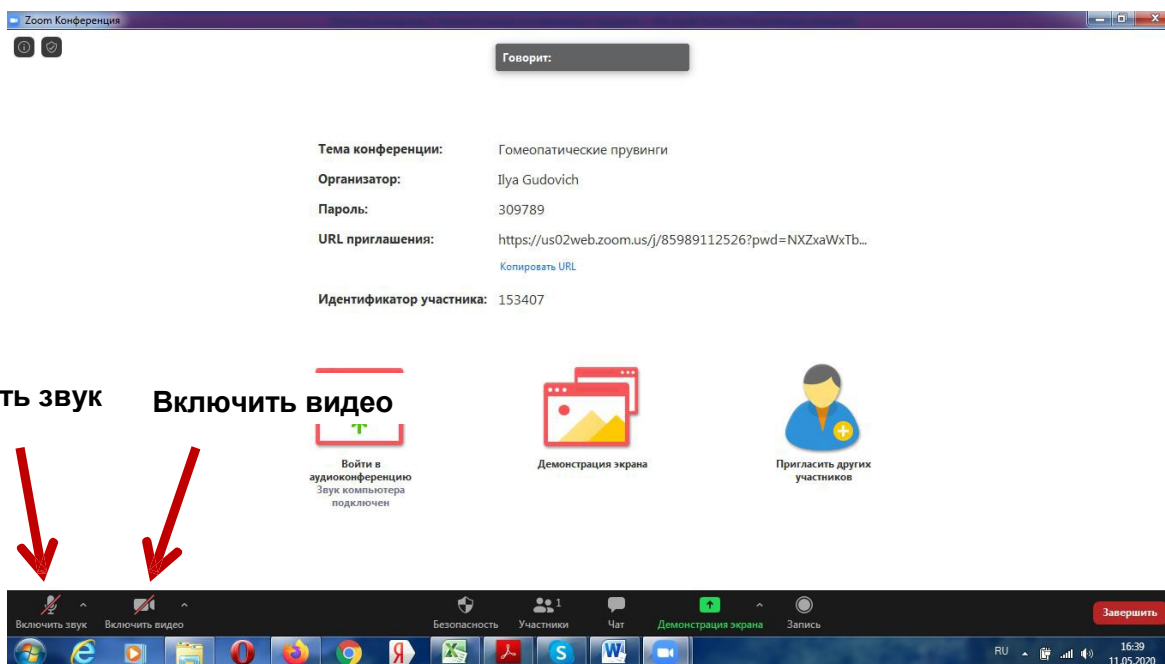 Zoom Конференция
Говорит:
Тема конференции: Гомеопатические прувинги
Организатор: Ilya Gudovich
Пароль: 309789
URL приглашения: https://us02web.zoom.us/j/85989112526?pwd=NXZxaWxTb...
Копировать URL
Идентификатор участника: 153407
ть звук Включить видео
Войти в
аудиоконференцию
Звук компьютера
подключен
Демонстрация экрана
Пригласить других
участников
Включить звук Включить видео Безопасность Участники 1 Чат Демонстрация экрана Запись Завершить
RU 16:39
11.05.2020